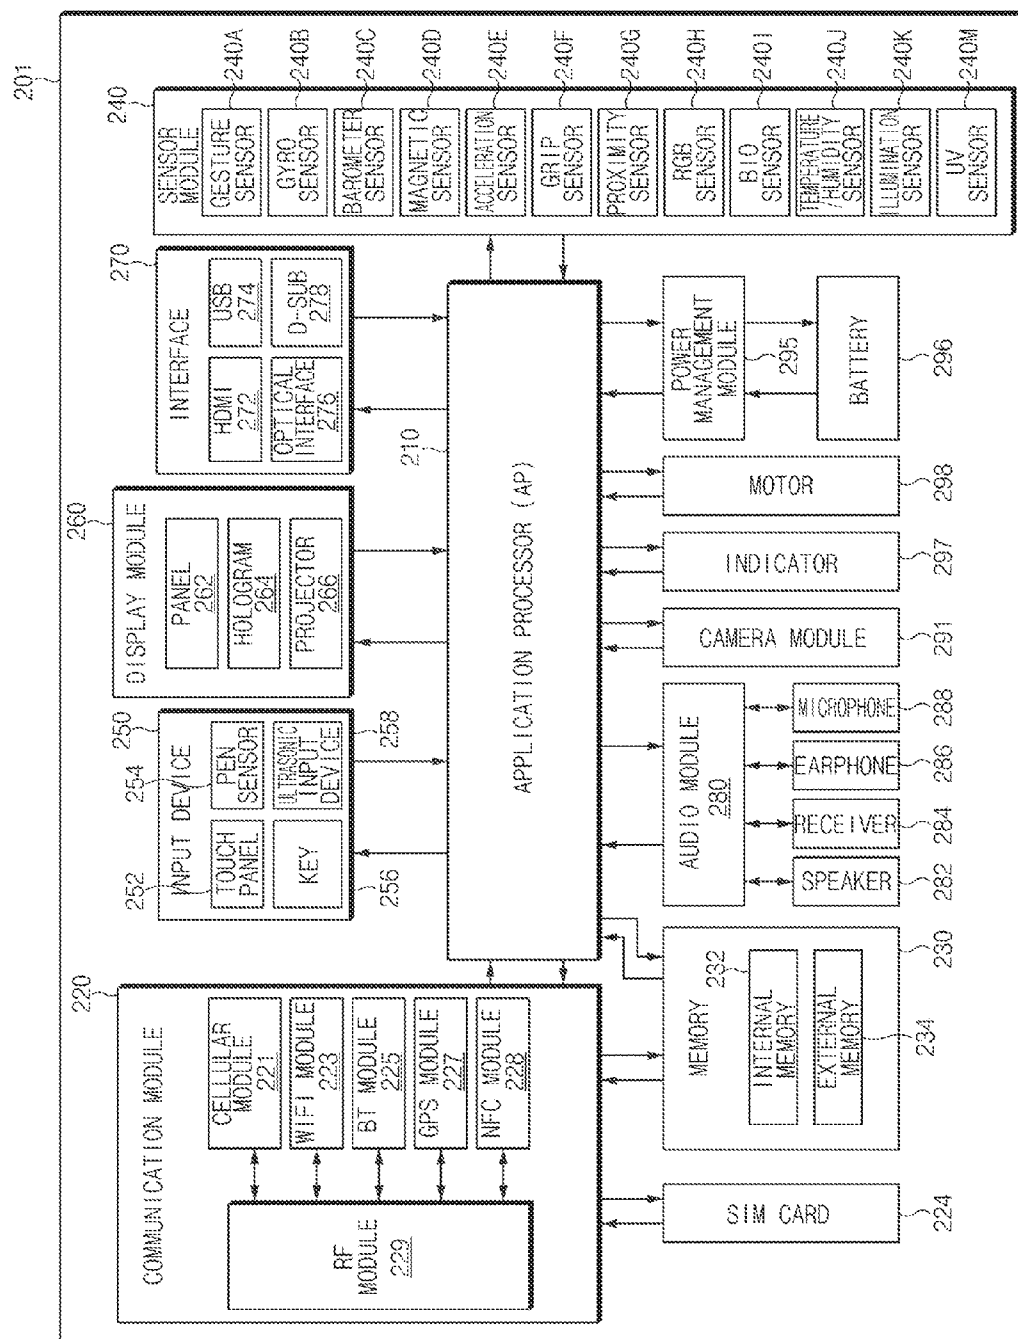 201
COMMUNICATION MODULE
220
RF
MODULE
229
CELLULAR
MODULE
221
WIFI MODULE
223
BT MODULE
225
GPS MODULE
227
NFC MODULE
228
INPUT DEVICE
250
252
TOUCH
PANEL
254
PEN
SENSOR
KEY
256
ULTRASONIC
INPUT
DEVICE
258
DISPLAY MODULE
260
PANEL
262
HOLOGRAM
264
PROJECTOR
266
INTERFACE
270
HDMI
272
USB
274
OPTICAL
INTERFACE
276
D-SUB
278
SENSOR
MODULE
240
GESTURE
SENSOR
240A
GYRO
SENSOR
240B
BAROMETER
SENSOR
240C
MAGNETIC
SENSOR
240D
ACCELERATION
SENSOR
240E
GRIP
SENSOR
240F
PROXIMITY
SENSOR
240G
RGB
SENSOR
240H
BIO
SENSOR
240I
TEMPERATURE
/HUMIDITY
SENSOR
240J
ILLUMINATION
SENSOR
240K
UV
SENSOR
240M
210
APPLICATION PROCESSOR (AP)
SIM CARD
224
MEMORY
230
232
INTERNAL
MEMORY
EXTERNAL
MEMORY
234
AUDIO MODULE
280
SPEAKER
282
RECEIVER
284
EARPHONE
286
MICROPHONE
288
CAMERA MODULE
291
INDICATOR
297
MOTOR
298
POWER
MANAGEMENT
MODULE
295
BATTERY
296